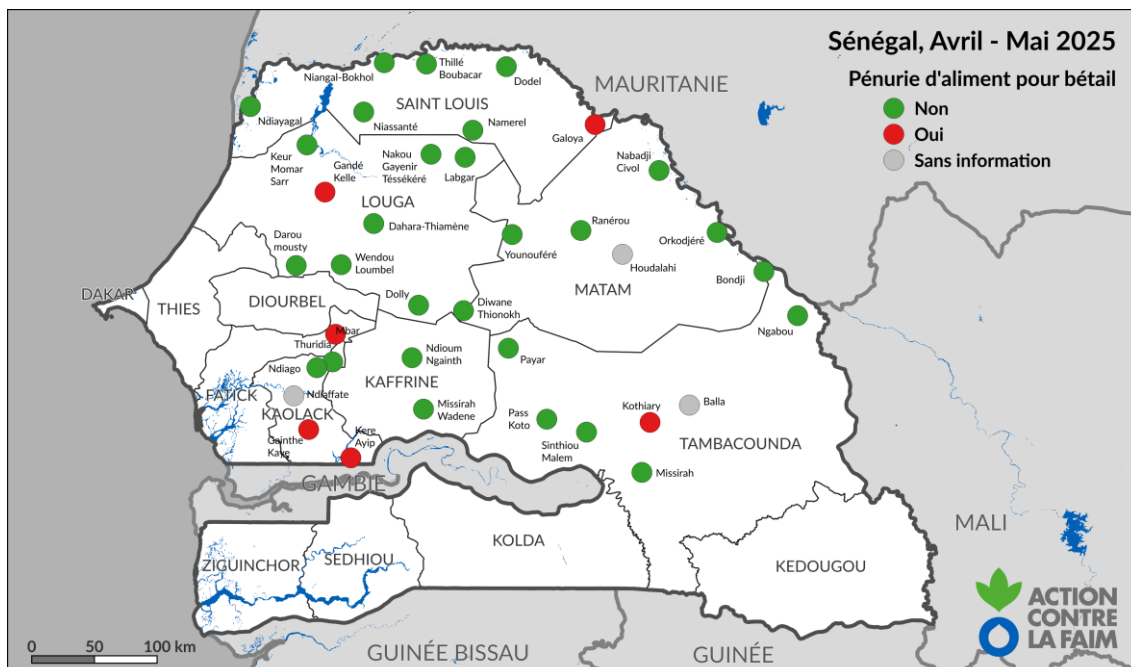 Sénégal, Avril - Mai 2025
Pénurie d'aliment pour bétail
Non
Oui
Sans information
MAURITANIE
Niangal-Bokhol
Thillé
Boubacar
Dodel
SAINT LOUIS
Ndiayagal
Niassanté
Namerel
Galoya
Keur
Momar
Sarr
Gandé
Kelle
Nakou
Gayenir
Téssékéré
Labgar
Nabadji
Civol
LOUGA
Dahara-Thiamène
Ranérou
Orkodjéré
Younouféré
Houdalahi
Darou
mousty
Wendou
Loumbel
Bondji
MATAM
DAKAR
THIES
DIOURBEL
Dolly
Diwane
Thionokh
Ngabou
Mbar
Thuridia
Ndiago
Ndioum
Ngainth
Payar
KAFFRINE
FATICK
Ndiaffate
KAOLACK
Missirah
Wadene
Kothiary
Balla
Pass
Koto
Sinthiou
Malem
TAMBACOUNDA
Gainthe
Kaye
Kere
Ayip
Missirah
GAMBIE
MALI
KOLDA
ZIGUINCHOR
SEDHIOU
KEDOUGOU
0 50 100 km
GUINÉE BISSAU
GUINÉE
ACTION
CONTRE
LA FAIM